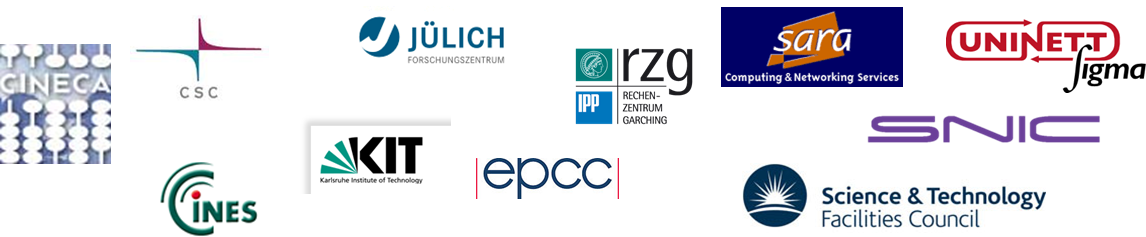 CINECA
CSC
JÜLICH
FORSCHUNGSZENTRUM
rzg
IPP
RECHEN-
ZENTRUM
GARCHING
sara
Computing & Networking Services
UNINETT
Sigma
KIT
Karlsruhe Institute of Technology
epcc
SNIC
CINES
Science & Technology
Facilities Council